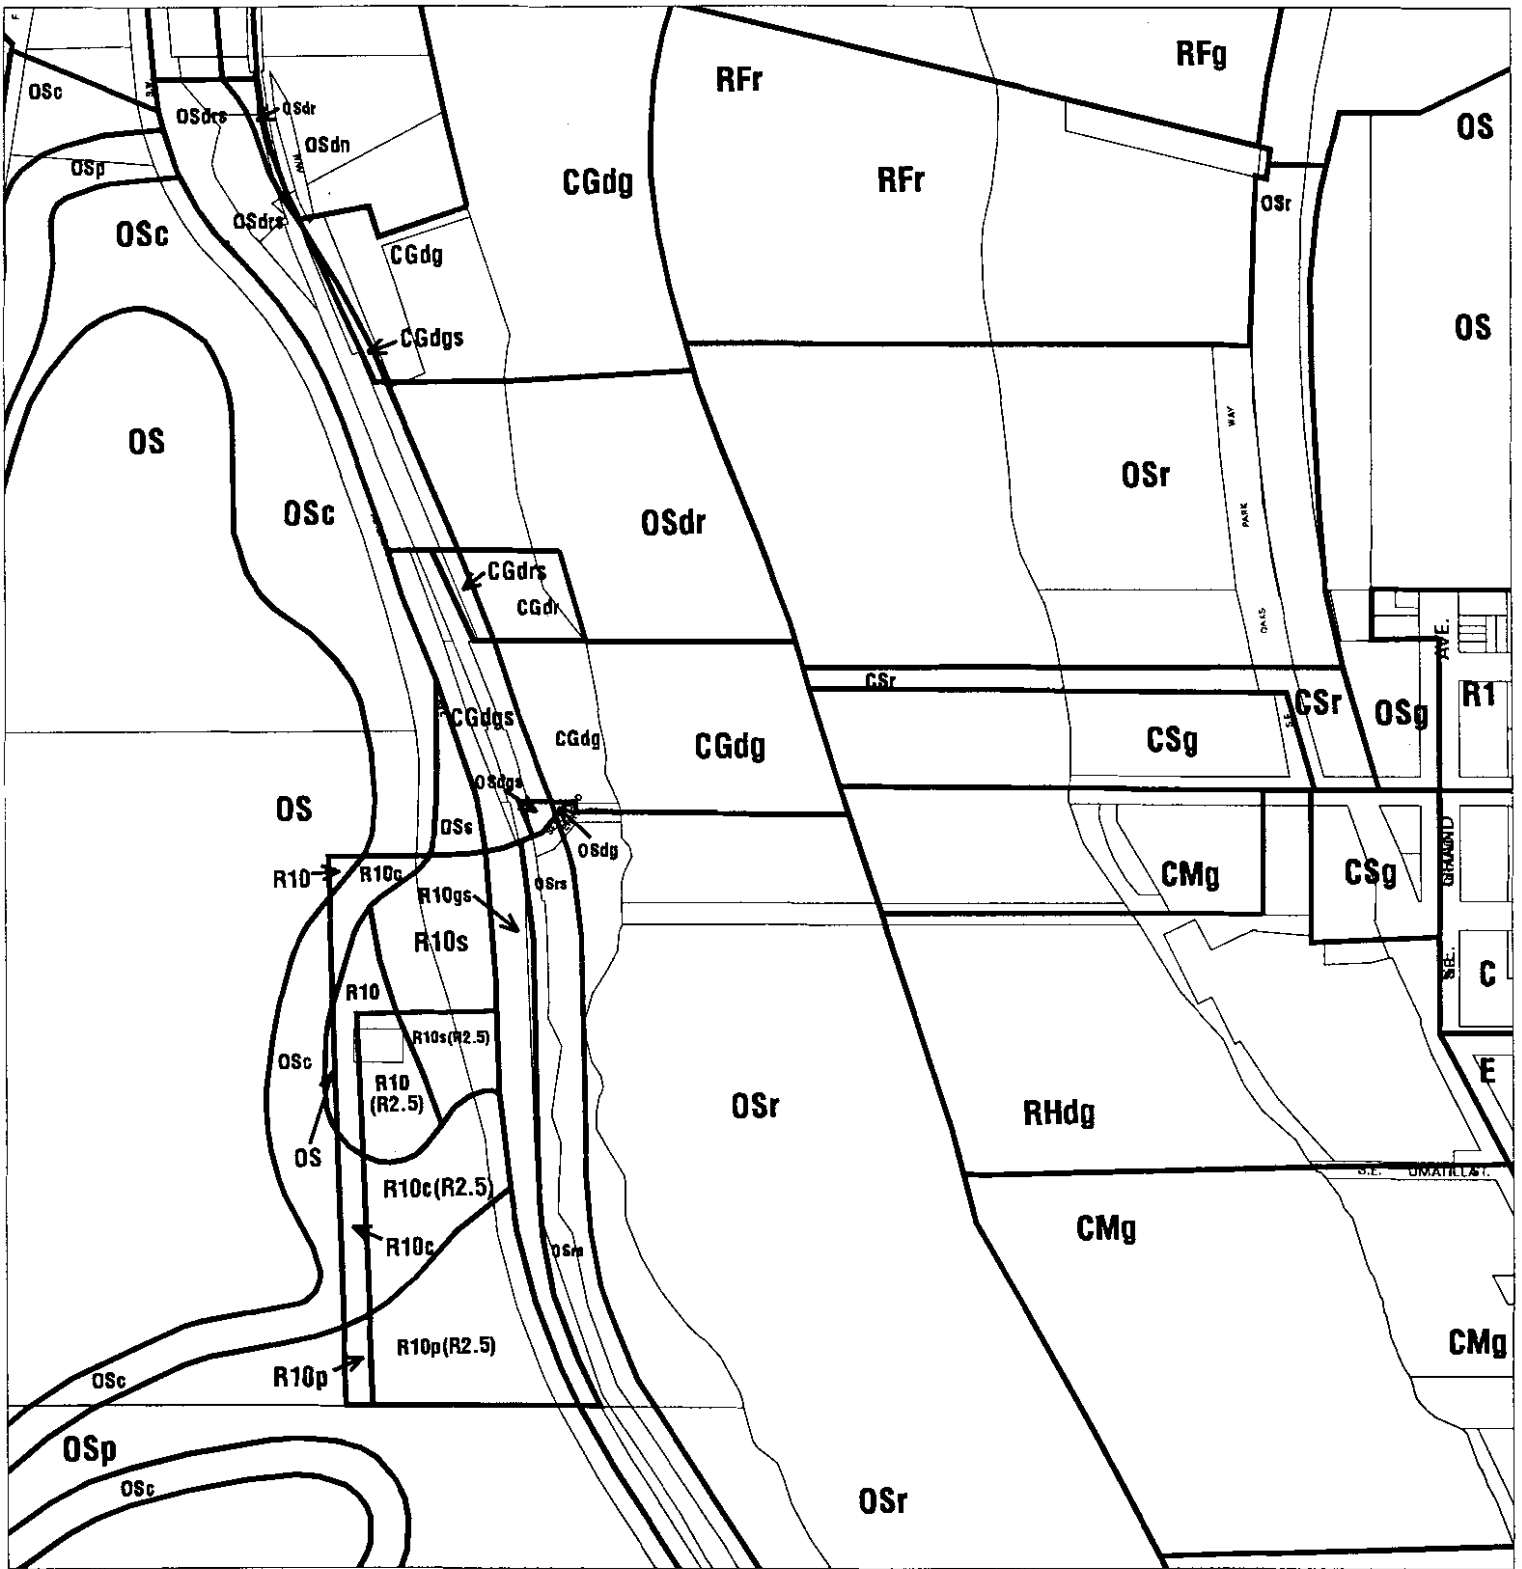 F
RFg
RFr
OSc
S.W.
OSdrs
OSdr
OS
OSdn
OSp
CGdg
RFr
OSr
OSdrs
OSc
CGdg
CGdgs
OS
WAY
OS
OSr
OSc
OSdr
PARK
CGdrs
CGdr
OAKS
AVE.
CSr
R1
CSr
OSg
S.E.
CGdgs
CGdg
CGdg
CSg
OSdgs
OS
OSs
OSdg
GRAND
R10
R10c
OSrs
CMg
CSg
R10gs
R10s
S.E.
C
R10
R10s(R2.5)
OSc
E
R10
(R2.5)
OSr
RHdg
OS
S.E. UMATILLA ST.
R10c(R2.5)
CMg
R10c
OSrs
R10p(R2.5)
CMg
R10p
OSc
OSp
OSc
OSr